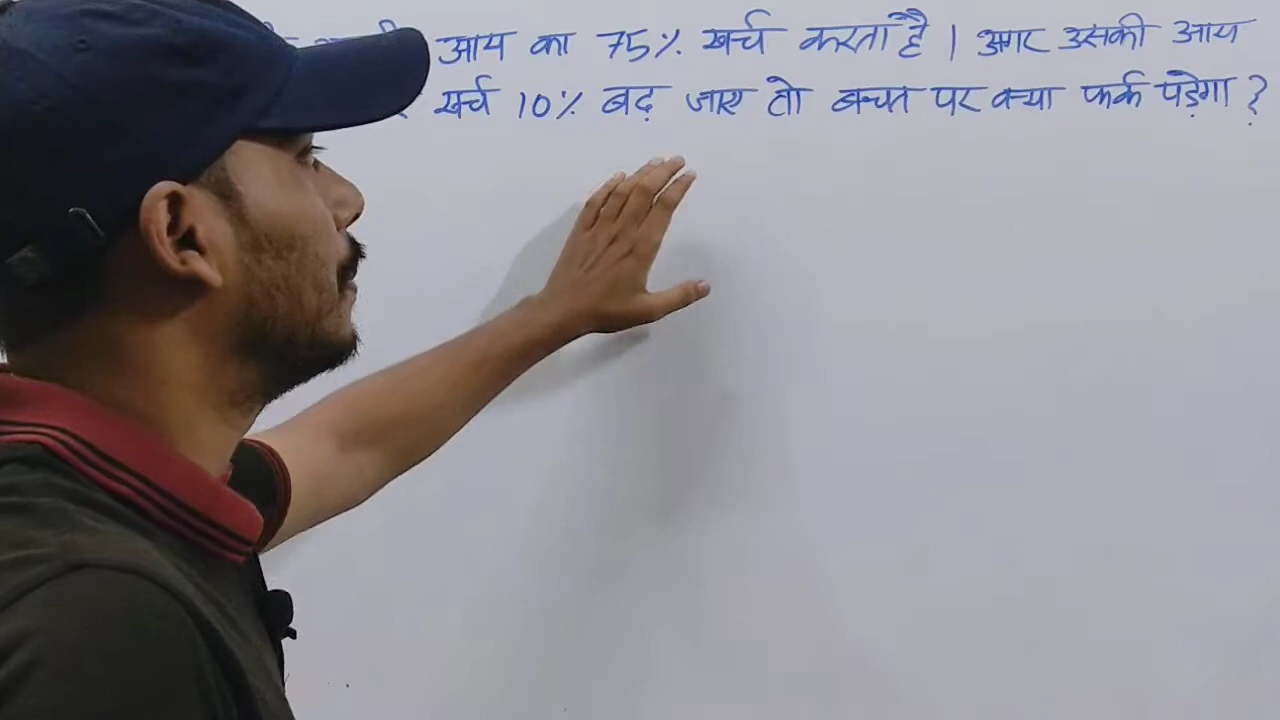 आय का 75% खर्च करता है । अगर उसकी आय
खर्च 10% बढ़ जाए तो बचत पर क्या फर्क पड़ेगा ?